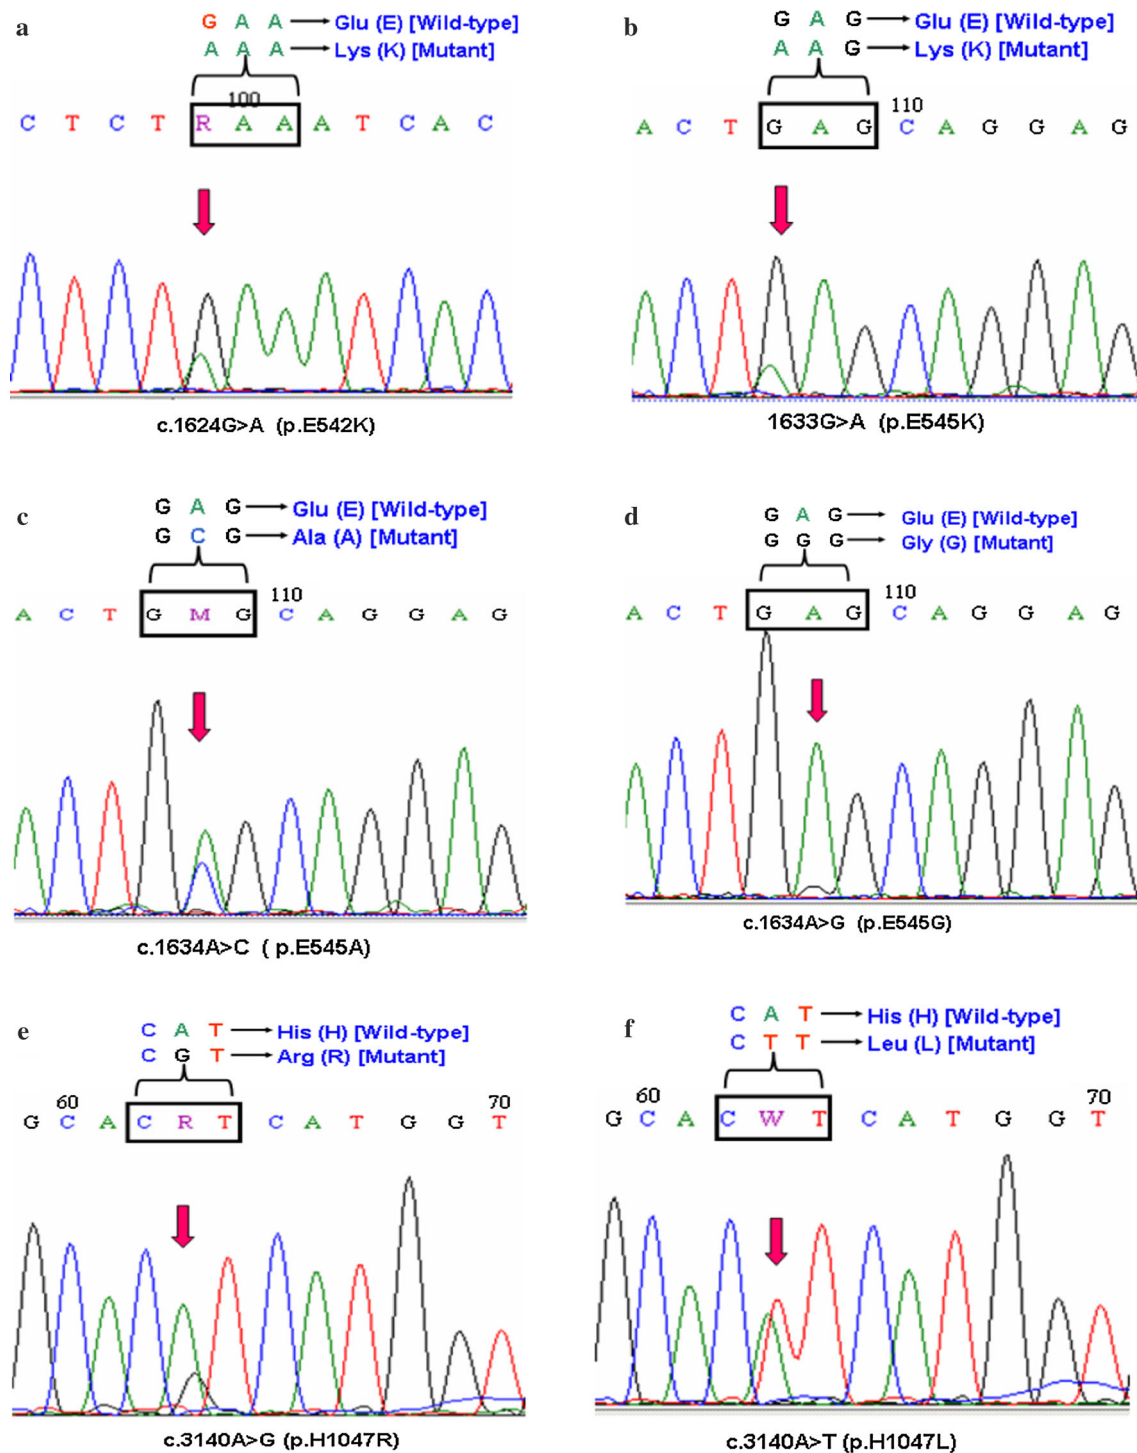 a
G A A Glu (E) [Wild-type]
A A A Lys (K) [Mutant]
100
C T C T R A A A T C A C
c.1624G>A (p.E542K)
b
G A G Glu (E) [Wild-type]
A A G Lys (K) [Mutant]
110
A C T G A G C A G G A G
1633G>A (p.E545K)
c
G A G Glu (E) [Wild-type]
G C G Ala (A) [Mutant]
110
A C T G M G C A G G A G
c.1634A>C ( p.E545A)
d
G A G Glu (E) [Wild-type]
G G G Gly (G) [Mutant]
110
A C T G A G C A G G A G
c.1634A>G (p.E545G)
e
C A T His (H) [Wild-type]
C G T Arg (R) [Mutant]
60 70
G C A C R T C A T G G T
c.3140A>G (p.H1047R)
f
C A T His (H) [Wild-type]
C T T Leu (L) [Mutant]
60 70
G C A C W T C A T G G T
c.3140A>T (p.H1047L)